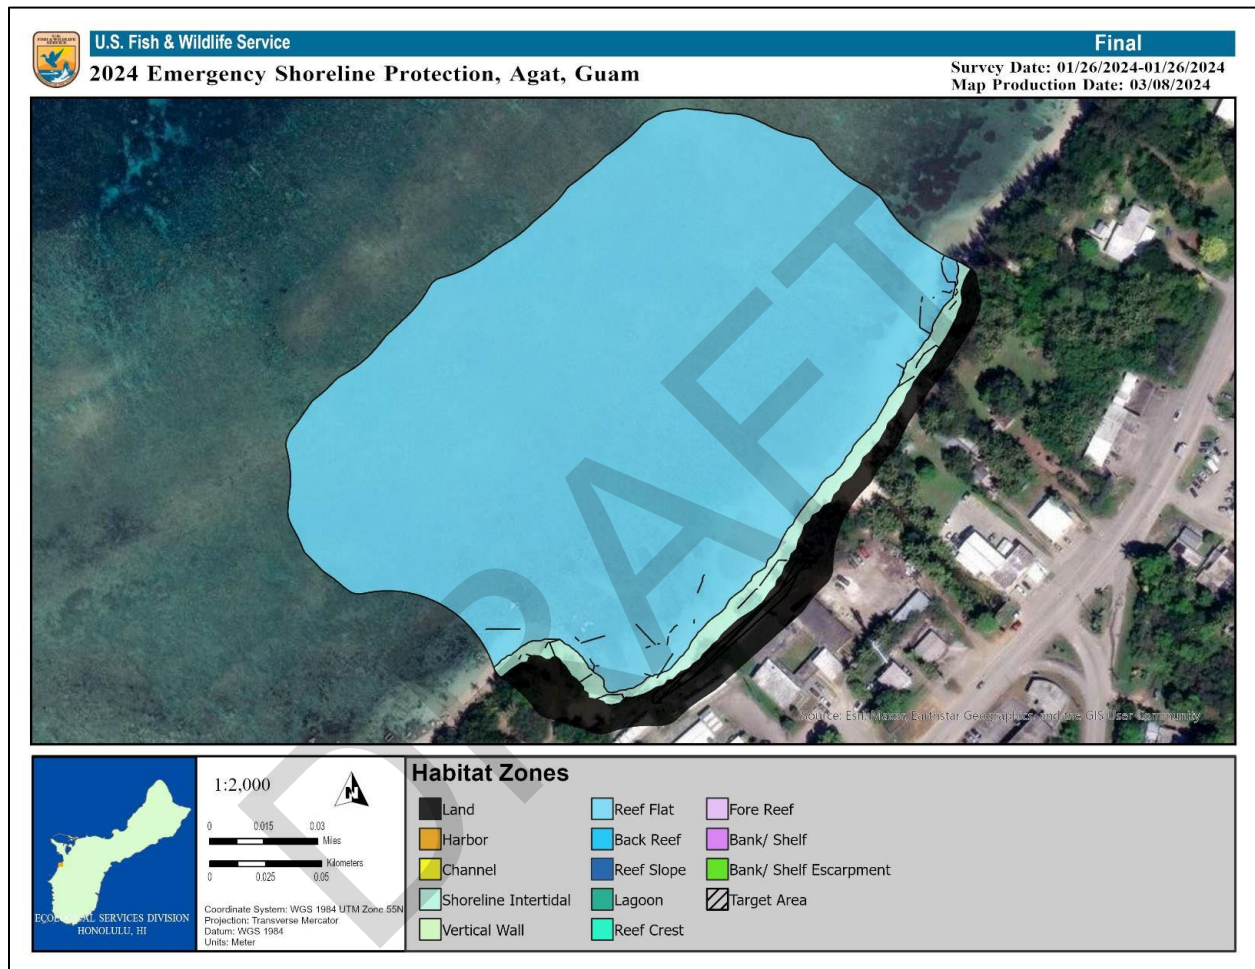 U.S. Fish & Wildlife Service
Final
2024 Emergency Shoreline Protection, Agat, Guam
Survey Date: 01/26/2024-01/26/2024
Map Production Date: 03/08/2024
DRAFT
Source: Esri, Maxar, Earthstar Geographics, and the GIS User Community
ECOLOGICAL SERVICES DIVISION
HONOLULU, HI
1:2,000
N
0 0.015 0.03
Miles
Kilometers
0 0.025 0.05
Coordinate System: WGS 1984 UTM Zone 55N
Projection: Transverse Mercator
Datum: WGS 1984
Units: Meter
Habitat Zones
Land
Harbor
Channel
Shoreline Intertidal
Vertical Wall
Reef Flat
Back Reef
Reef Slope
Lagoon
Reef Crest
Fore Reef
Bank/ Shelf
Bank/ Shelf Escarpment
Target Area